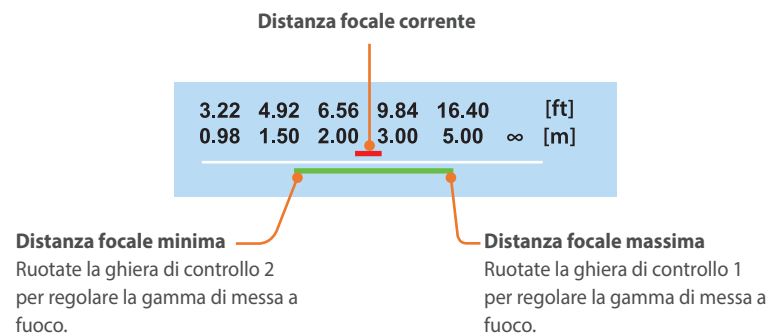 Distanza focale corrente
3.22 4.92 6.56 9.84 16.40 [ft]
0.98 1.50 2.00 3.00 5.00 ∞ [m]
Distanza focale minima
Ruotate la ghiera di controllo 2
per regolare la gamma di messa a
fuoco.
Distanza focale massima
Ruotate la ghiera di controllo 1
per regolare la gamma di messa a
fuoco.